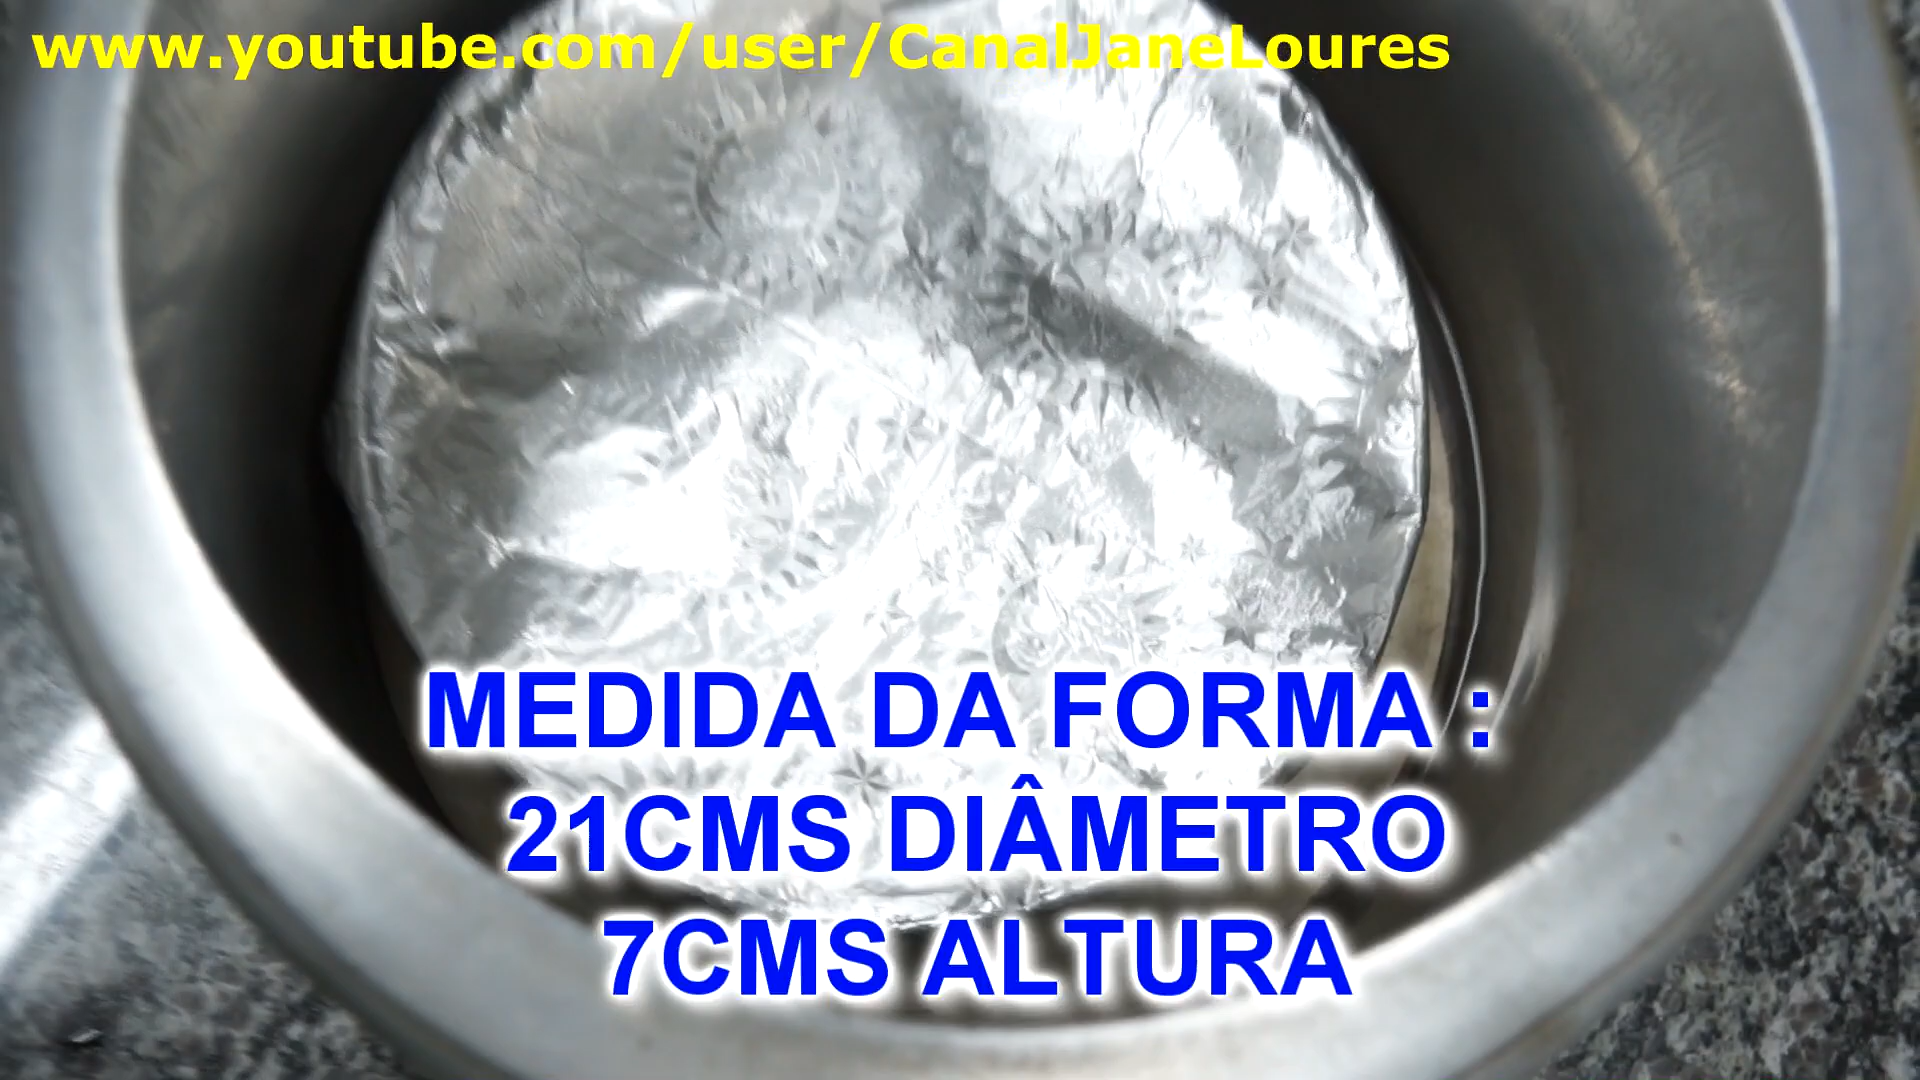 www.youtube.com/user/CanalJaneLoures
MEDIDA DA FORMA :
21CMS DIÂMETRO
7CMS ALTURA